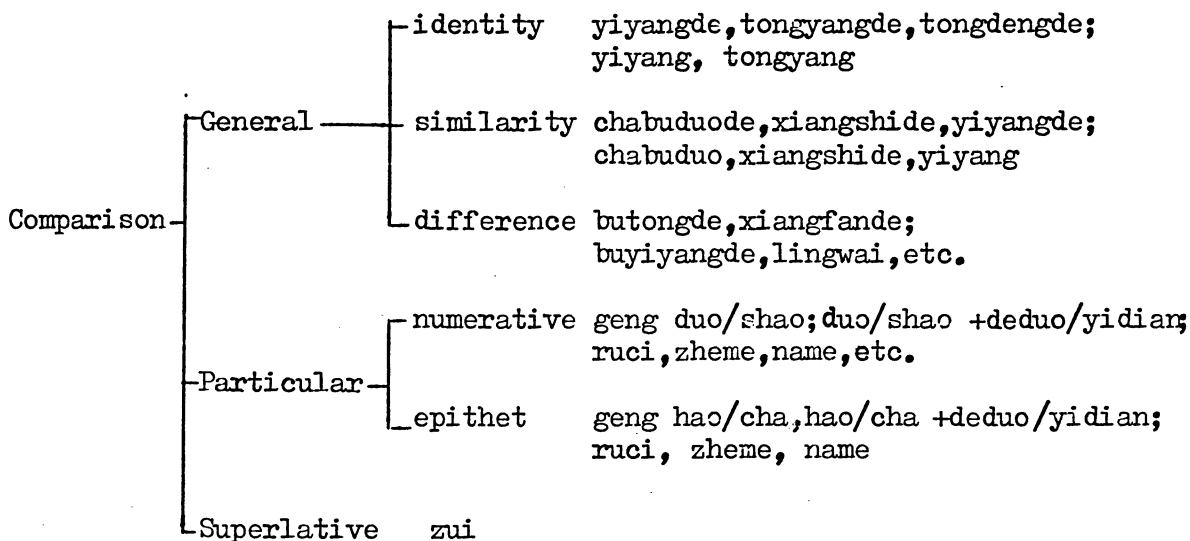 identity yiyangde,tongyangde,tongdengde;
yiyang, tongyang
General similarity chabuduode,xiangshide,yiyangde;
chabuduo,xiangshide,yiyang
Comparison difference butongde,xiangfande;
buyiyangde,lingwai,etc.
numerative geng duo/shao;duo/shao +deduo/yidian;
ruci,zheme,name,etc.
Particular
epithet geng hao/cha,hao/cha +deduo/yidian;
ruci, zheme, name
Superlative zui